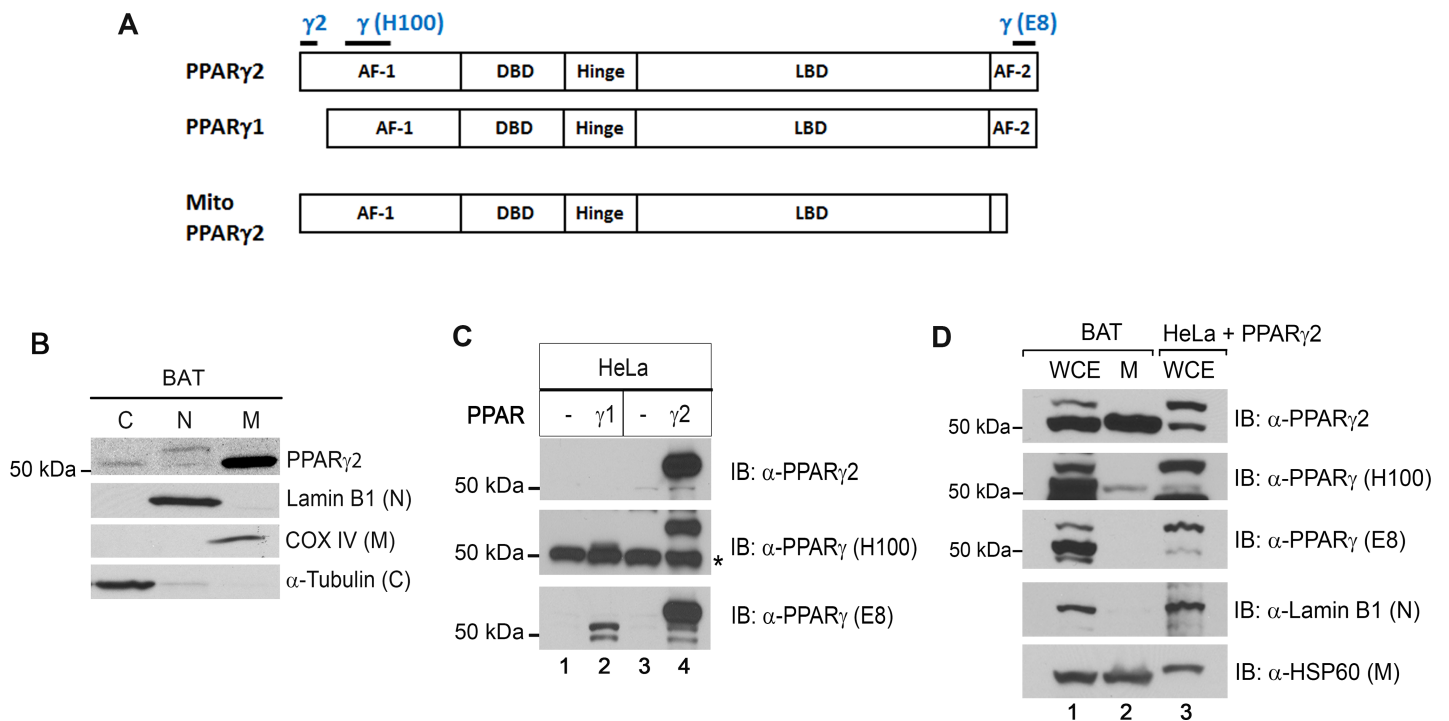 A
γ2 γ (H100) γ (E8)
PPARγ2 AF-1 DBD Hinge LBD AF-2
PPARγ1 AF-1 DBD Hinge LBD AF-2
Mito
PPARγ2 AF-1 DBD Hinge LBD
B
BAT
C N M
50 kDa PPARγ2
Lamin B1 (N)
COX IV (M)
α-Tubulin (C)
C
HeLa
PPAR - γ1 - γ2
50 kDa IB: α-PPARγ2
50 kDa IB: α-PPARγ (H100)
*
50 kDa IB: α-PPARγ (E8)
1 2 3 4
D
BAT HeLa + PPARγ2
WCE M WCE
50 kDa IB: α-PPARγ2
50 kDa IB: α-PPARγ (H100)
50 kDa IB: α-PPARγ (E8)
IB: α-Lamin B1 (N)
IB: α-HSP60 (M)
1 2 3